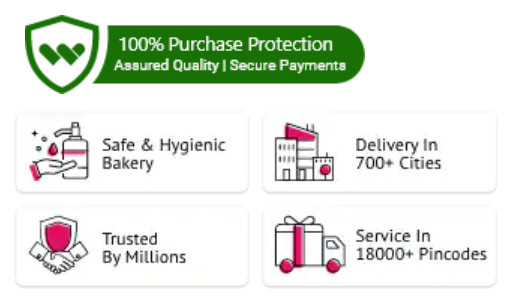 100% Purchase Protection
Assured Quality | Secure Payments
Safe & Hygienic
Bakery
Delivery In
700+ Cities
Trusted
By Millions
Service In
18000+ Pincodes